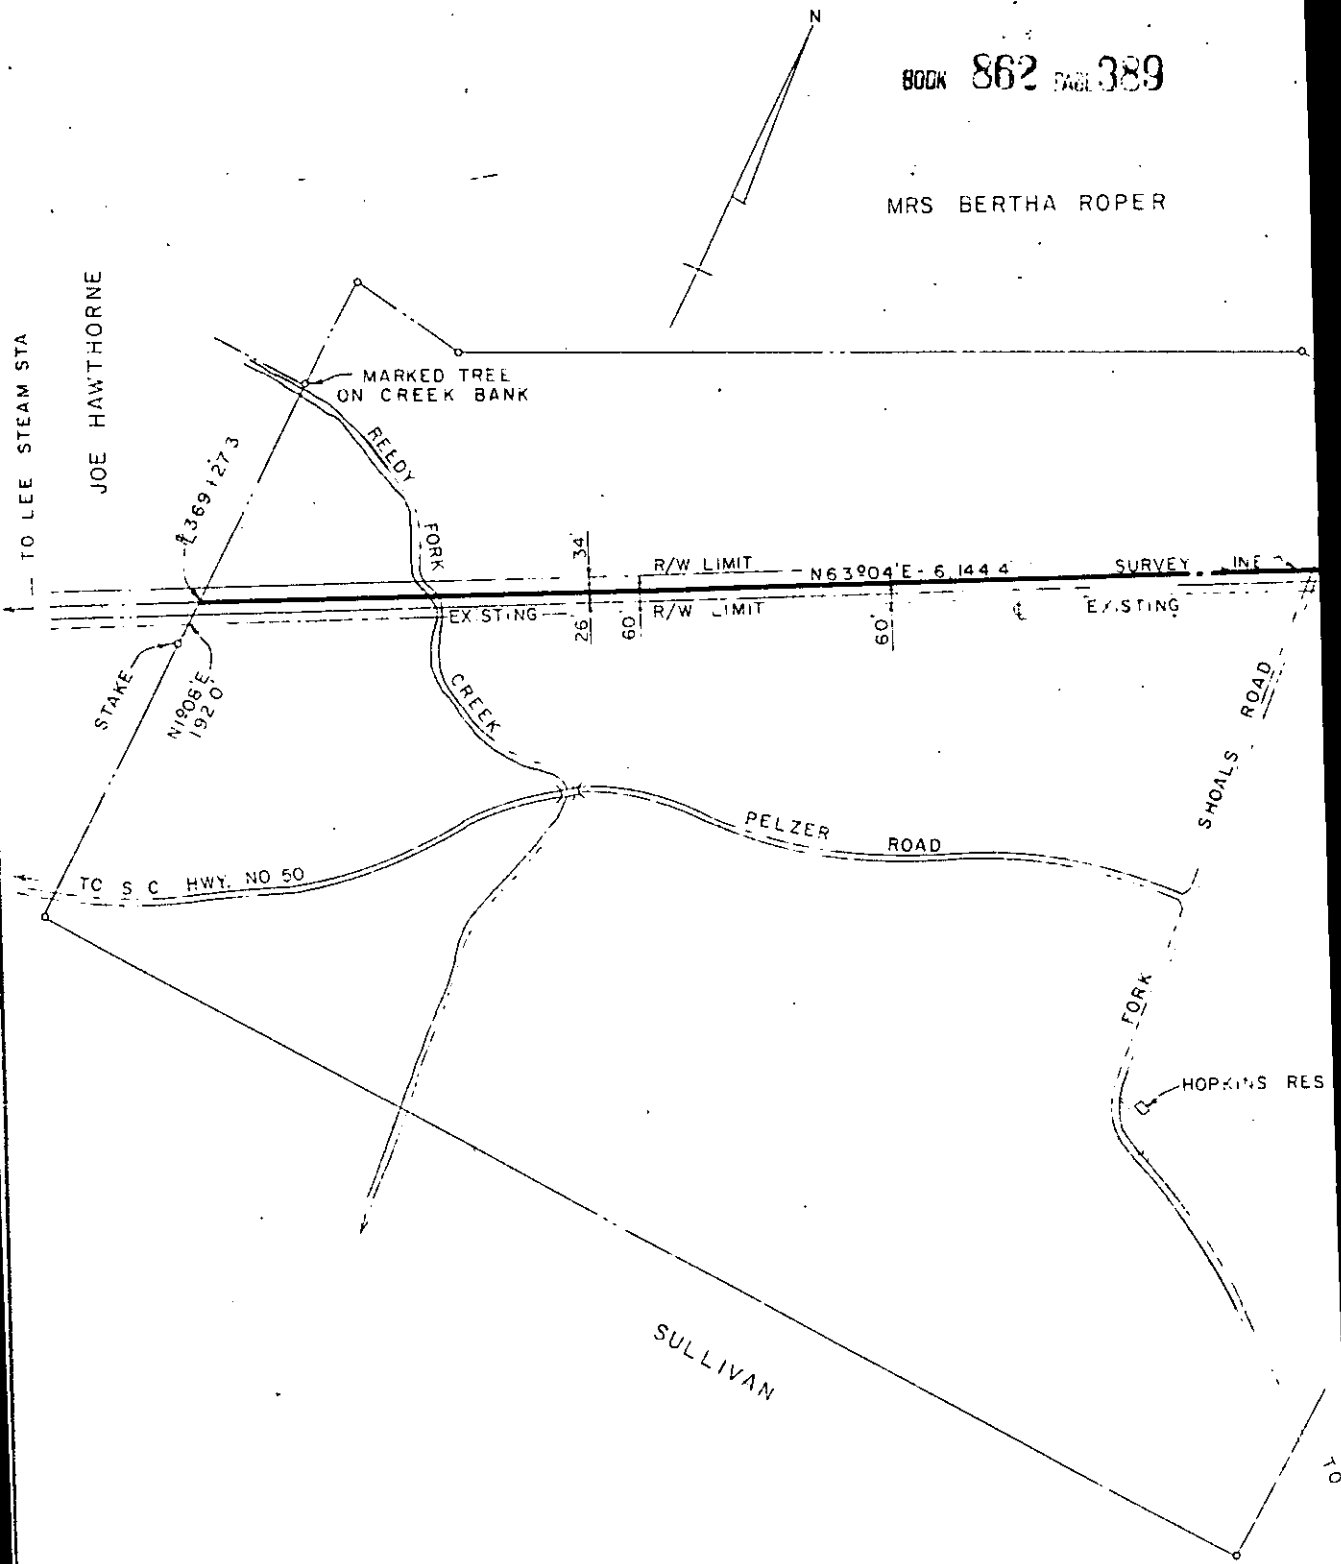 N
BOOK 862 PAGE 389
MRS BERTHA ROPER
TO LEE STEAM STA
JOE HAWTHORNE
MARKED TREE
ON CREEK BANK
REEDY
FORK
CREEK
34'
R/W LIMIT
N63°04'E - 6,144.4
SURVEY LINE
EXISTING
26
60
R/W LIMIT
60
℄
EXISTING
STAKE
N1°08'E
192.0'
SHOALS ROAD
PELZER ROAD
TO S C HWY. NO 50
FORK
HOPKINS RES
SULLIVAN
TO